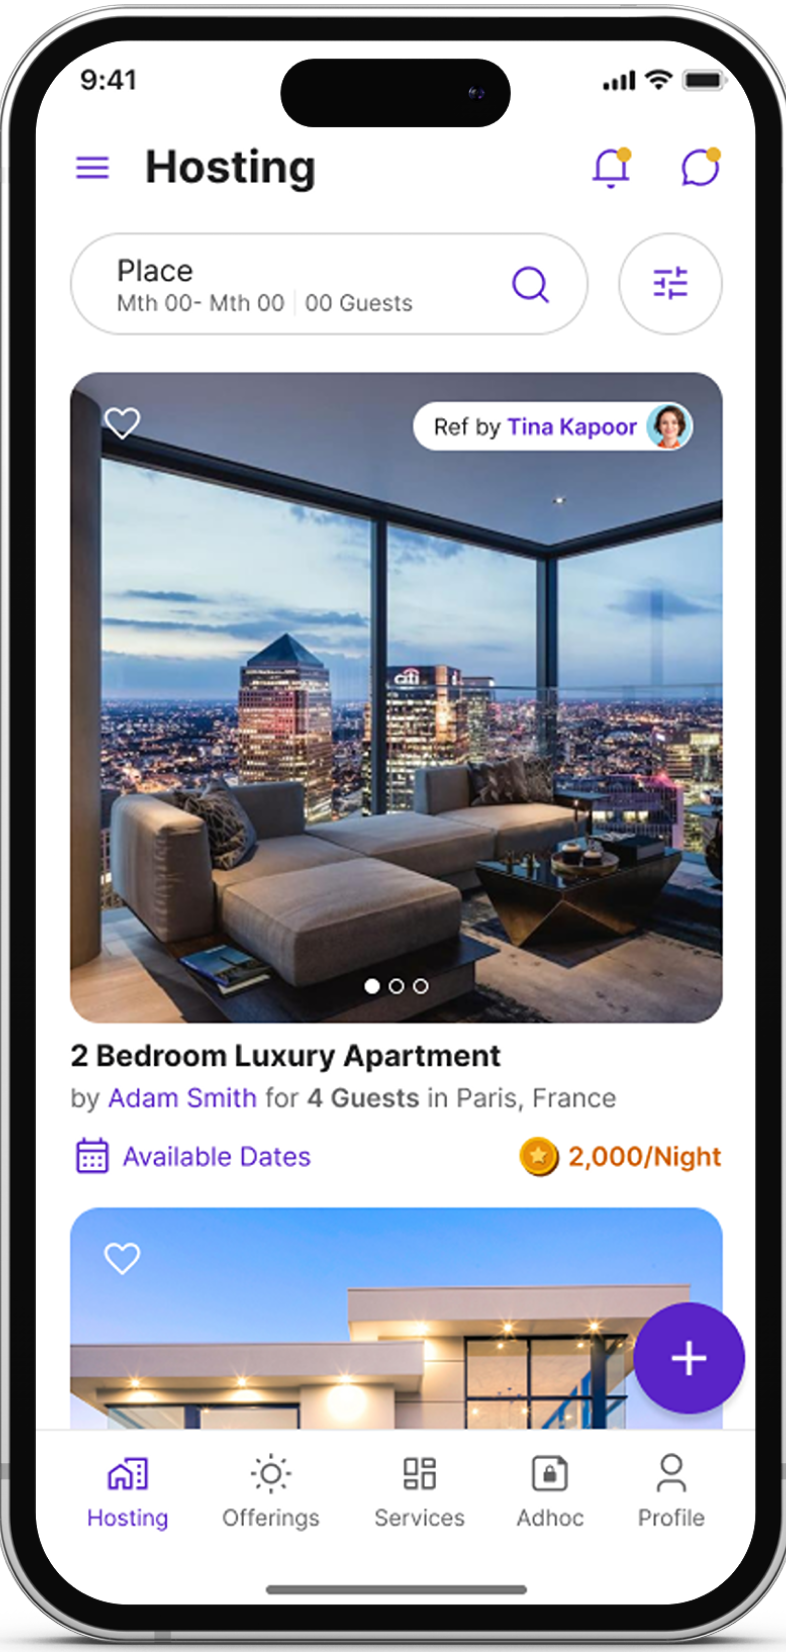 9:41
Hosting
Place
Mth 00- Mth 00 | 00 Guests
Ref by Tina Kapoor
citi
2 Bedroom Luxury Apartment
by Adam Smith for 4 Guests in Paris, France
Available Dates
2,000/Night
Hosting
Offerings
Services
Adhoc
Profile